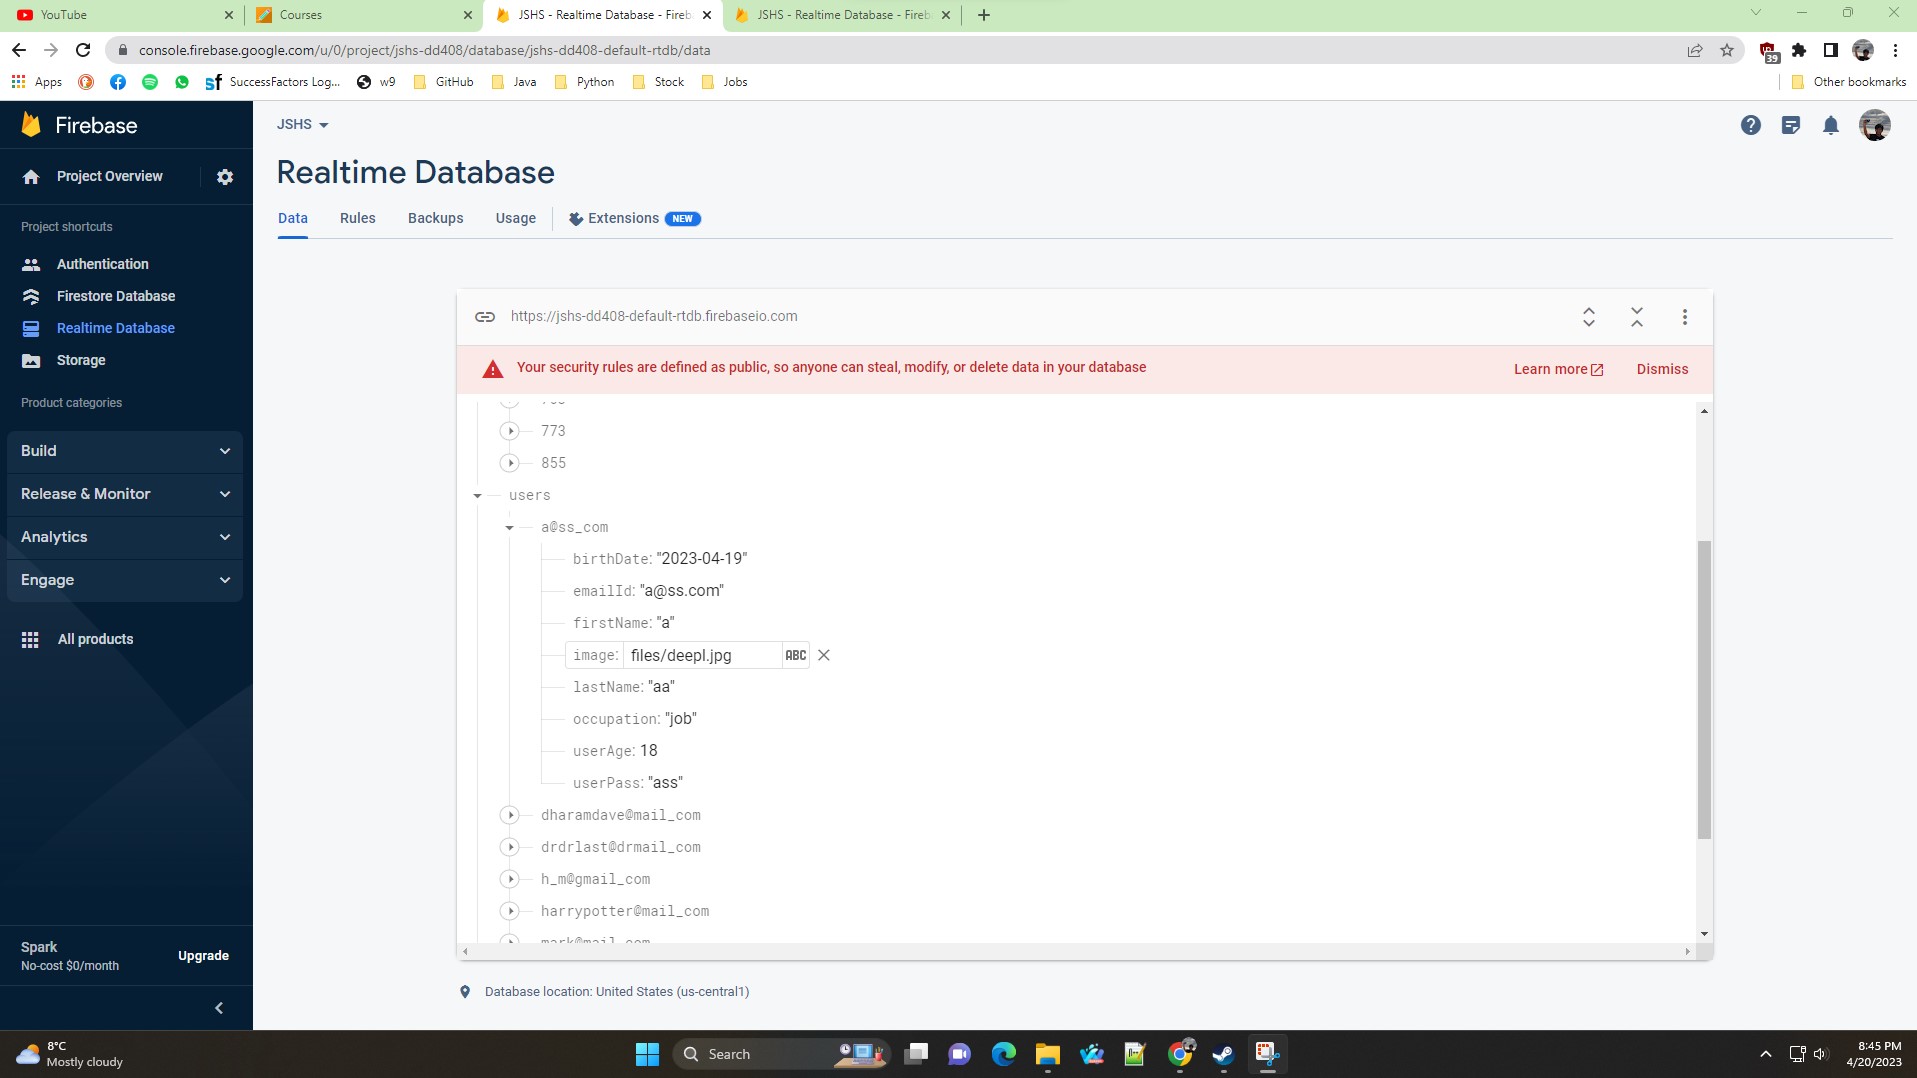 YouTube
Courses
JSHS - Realtime Database - Fireb
JSHS - Realtime Database - Fireb
console.firebase.google.com/u/0/project/jshs-dd408/database/jshs-dd408-default-rtdb/data
39
Apps
SuccessFactors Log...
w9
GitHub
Java
Python
Stock
Jobs
Other bookmarks
Firebase
JSHS
Project Overview
Realtime Database
Data
Rules
Backups
Usage
Extensions NEW
Project shortcuts
Authentication
Firestore Database
Realtime Database
Storage
Product categories
Build
Release & Monitor
Analytics
Engage
All products
https://jshs-dd408-default-rtdb.firebaseio.com
Your security rules are defined as public, so anyone can steal, modify, or delete data in your database
Learn more
Dismiss
773
855
users
a@ss_com
birthDate: "2023-04-19"
emailId: "a@ss.com"
firstName: "a"
image: files/deepl.jpg ABC
lastName: "aa"
occupation: "job"
userAge: 18
userPass: "ass"
dharamdave@mail_com
drdrlast@drmail_com
h_m@gmail_com
harrypotter@mail_com
mark@mail_com
Database location: United States (us-central1)
Spark
No-cost $0/month
Upgrade
8°C
Mostly cloudy
Search
8:45 PM
4/20/2023